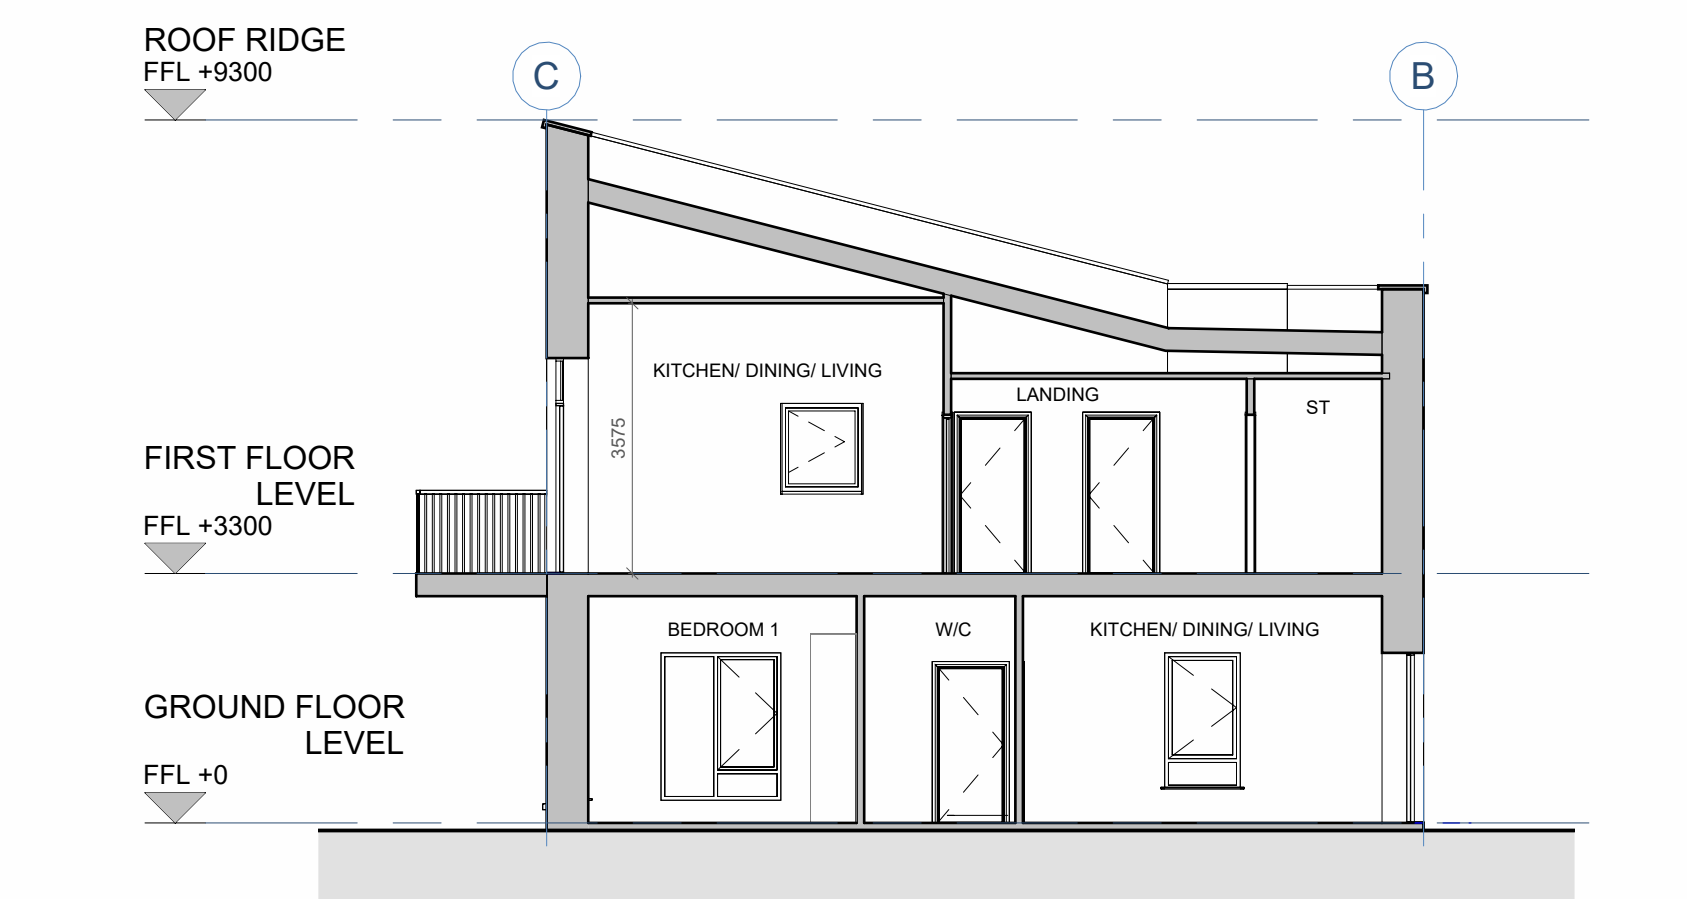 ROOF RIDGE
FFL +9300
C
B
KITCHEN/ DINING/ LIVING
LANDING
ST
3575
FIRST FLOOR
LEVEL
FFL +3300
BEDROOM 1
W/C
KITCHEN/ DINING/ LIVING
GROUND FLOOR
LEVEL
FFL +0